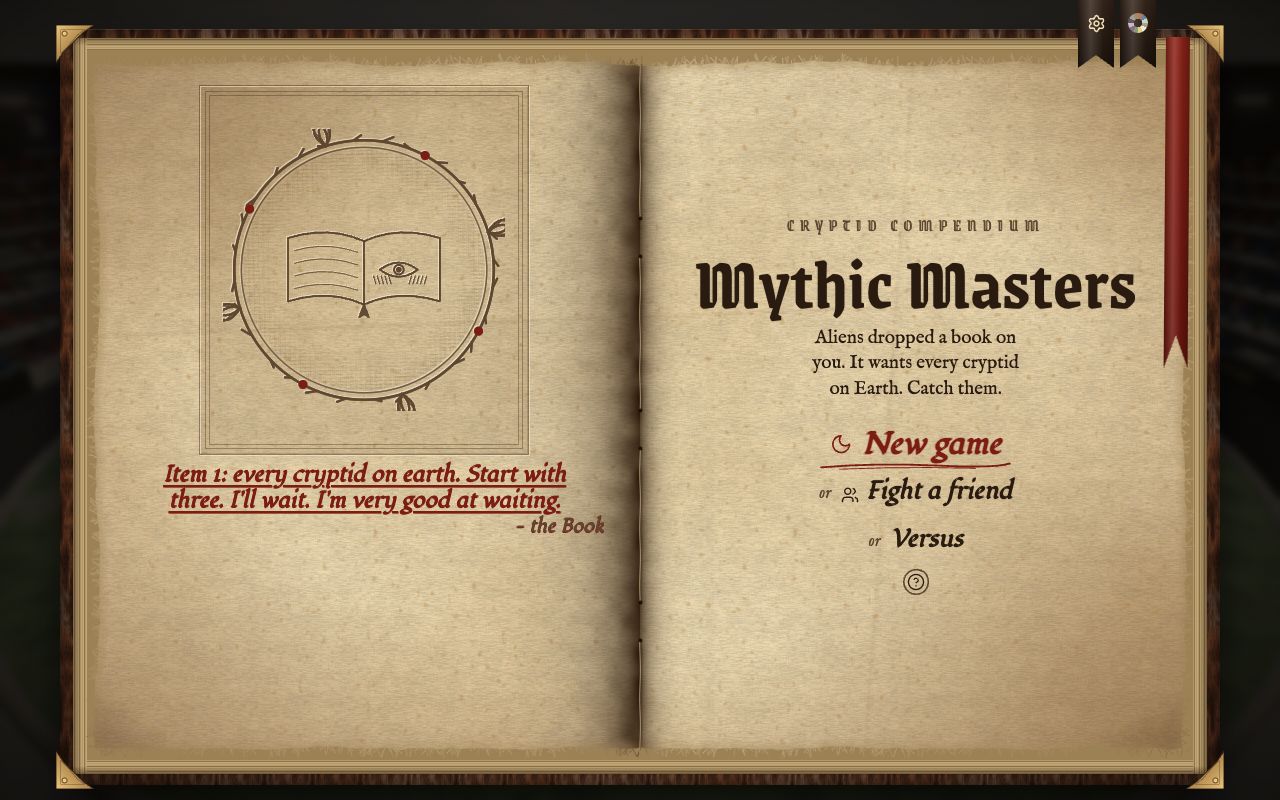 Item 1: every cryptid on earth. Start with
three. I'll wait. I'm very good at waiting.
– the Book
CRYPTID COMPENDIUM
Mythic Masters
Aliens dropped a book on
you. It wants every cryptid
on Earth. Catch them.
New game
or Fight a friend
or Versus
?